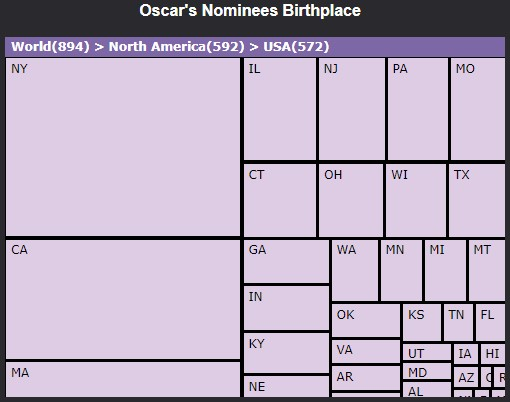 Oscar's Nominees Birthplace
World(894) > North America(592) > USA(572)
NY
IL
NJ
PA
MO
CT
OH
WI
TX
CA
GA
WA
MN
MI
MT
IN
OK
KS
TN
FL
KY
VA
UT
IA
HI
MA
AR
MD
AZ
NE
AL